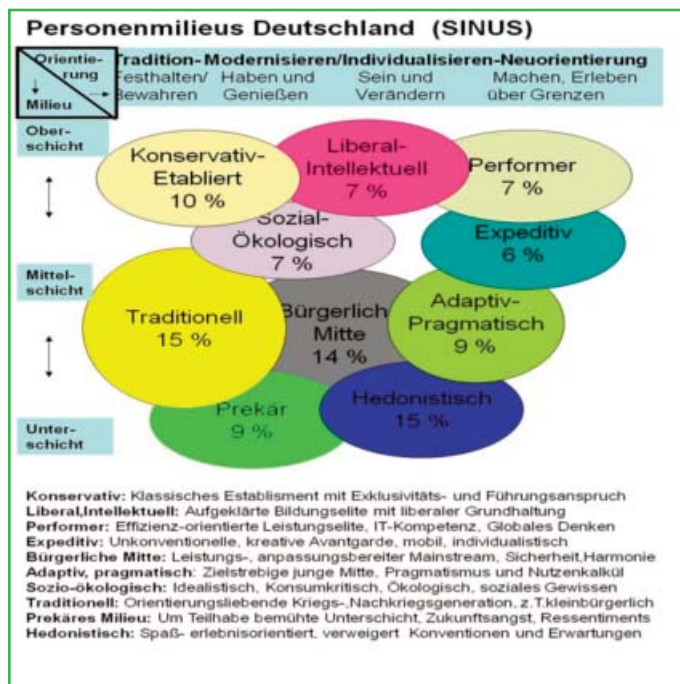 Personenmilieus Deutschland (SINUS)
Orientie-
rung
Milieu
Tradition- Modernisieren/Individualisieren-Neuorientierung
Festhalten/ Haben und Sein und Machen, Erleben
Bewahren Genießen Verändern über Grenzen
Ober-
schicht
Konservativ-
Etabliert
10 %
Liberal-
Intellektuell
7 %
Performer
7 %
Sozial-
Ökologisch
7 %
Expeditiv
6 %
Mittel-
schicht
Traditionell
15 %
Bürgerlich
Mitte
14 %
Adaptiv-
Pragmatisch
9 %
Unter-
schicht
Prekär
9 %
Hedonistisch
15 %
Konservativ: Klassisches Establisment mit Exklusivitäts- und Führungsanspruch
Liberal,Intellektuell: Aufgeklärte Bildungselite mit liberaler Grundhaltung
Performer: Effizienz-orientierte Leistungselite, IT-Kompetenz, Globales Denken
Expeditiv: Unkonventionelle, kreative Avantgarde, mobil, individualistisch
Bürgerliche Mitte: Leistungs-, anpassungsbereiter Mainstream, Sicherheit,Harmonie
Adaptiv, pragmatisch: Zielstrebige junge Mitte, Pragmatismus und Nutzenkalkül
Sozio-ökologisch: Idealistisch, Konsumkritisch, Ökologisch, soziales Gewissen
Traditionell: Orientierungsliebende Kriegs-,Nachkriegsgeneration, z.T.kleinbürgerlich
Prekäres Milieu: Um Teilhabe bemühte Unterschicht, Zukunftsangst, Ressentiments
Hedonistisch: Spaß- erlebnisorientiert, verweigert Konventionen und Erwartungen